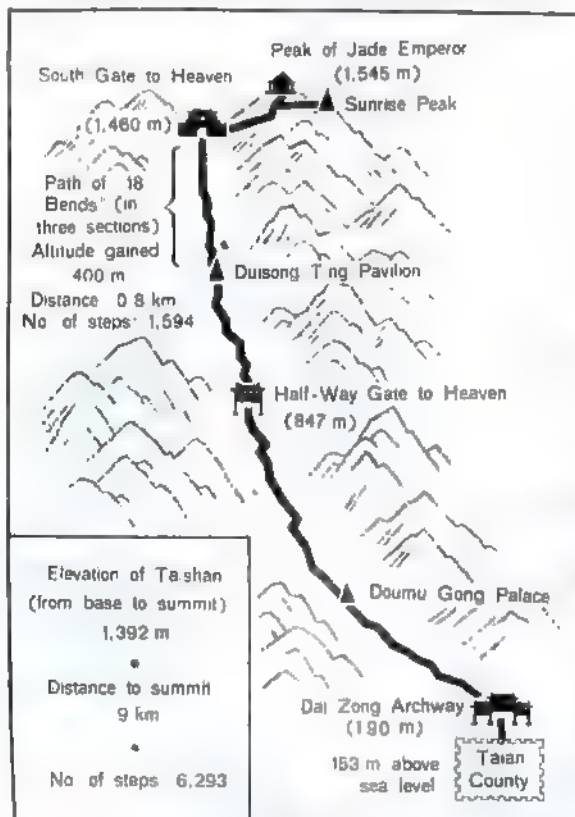 Peak of Jade Emperor
(1,545 m)
South Gate to Heaven
(1,460 m)
Sunrise Peak
Path of 18
Bends" (in
three sections)
Altitude gained
400 m
Distance 0.8 km
No of steps 1,594
Duisong Ting Pavilion
Half-Way Gate to Heaven
(847 m)
Doumu Gong Palace
Dai Zong Archway
(190 m)
153 m above
sea level
Taian
County
Elevation of Taishan
(from base to summit)
1,392 m
Distance to summit
9 km
No of steps 6,293